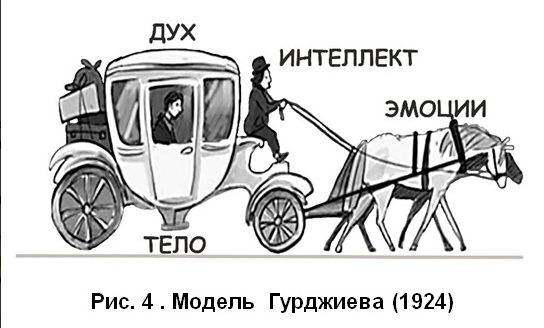 ДУХ
ИНТЕЛЛЕКТ
ЭМОЦИИ
ТЕЛО
Рис. 4 . Модель Гурджиева (1924)